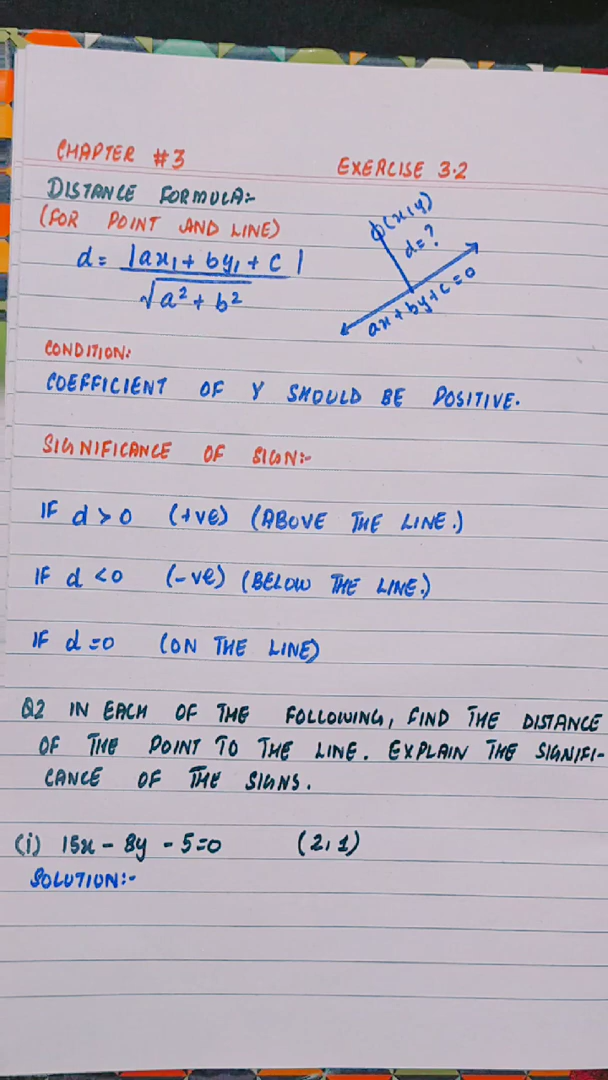 CHAPTER #3
EXERCISE 3.2
DISTANCE FORMULA:-
(FOR POINT AND LINE)
d = |ax₁ + by₁ + c| / √a² + b²
(x, y)
d = ?
ax + by + c = 0
CONDITION:
COEFFICIENT OF Y SHOULD BE POSITIVE.
SIGNIFICANCE OF SIGN:-
IF d > 0 (+ve) (ABOVE THE LINE.)
IF d < 0 (-ve) (BELOW THE LINE.)
IF d = 0 (ON THE LINE)
Q2 IN EACH OF THE FOLLOWING, FIND THE DISTANCE
OF THE POINT TO THE LINE. EXPLAIN THE SIGNIFI-
CANCE OF THE SIGNS.
(i) 15x - 8y - 5 = 0 (2, 1)
SOLUTION:-